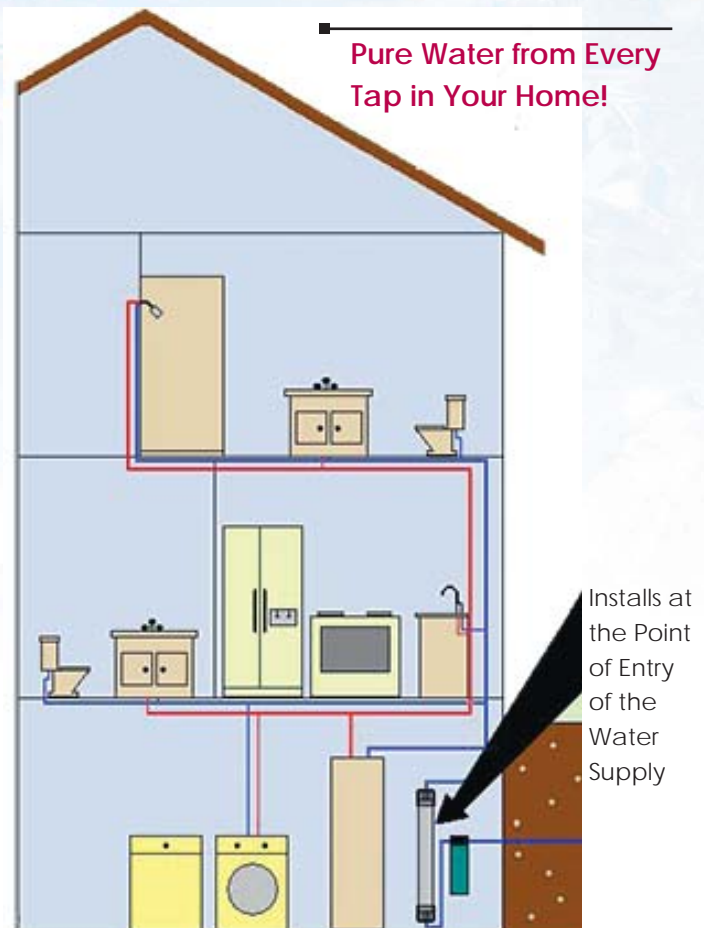 Pure Water from Every
Tap in Your Home!
Installs at
the Point
of Entry
of the
Water
Supply